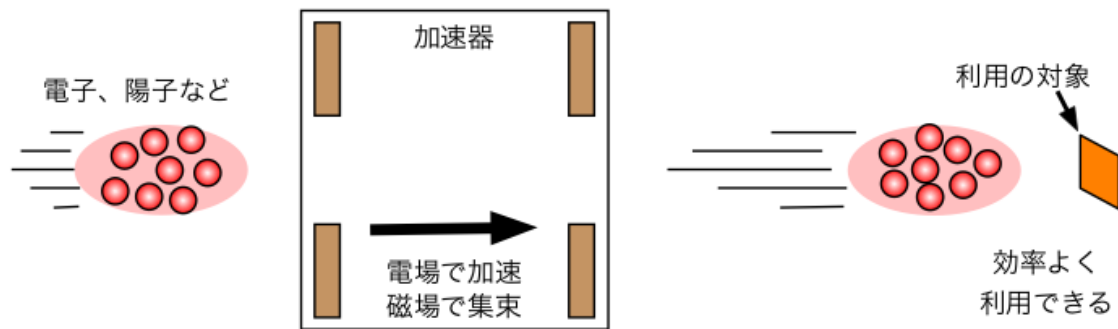 電子、陽子など
加速器
電場で加速
磁場で集束
利用の対象
効率よく
利用できる